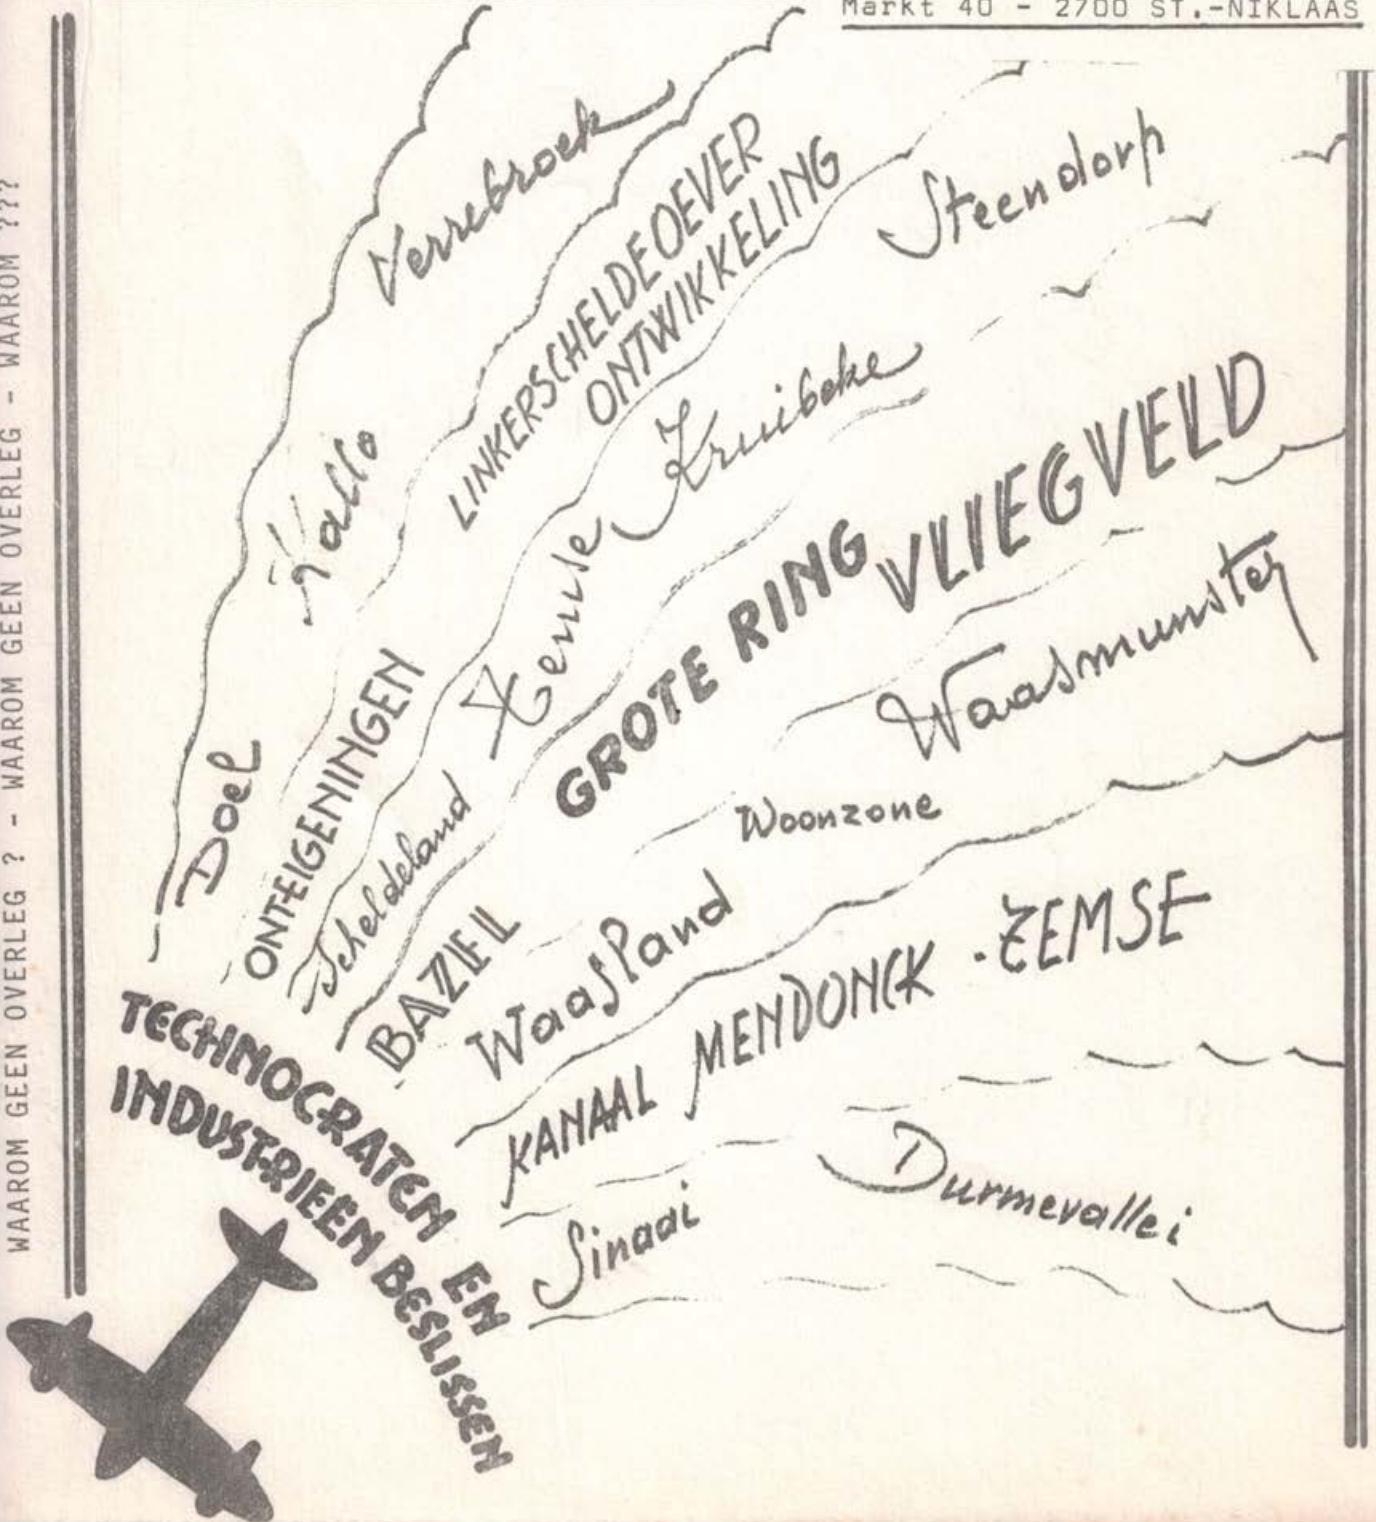 Markt 40 - 2700 ST.-NIKLAAS
WAAROM GEEN OVERLEG ? - WAAROM GEEN OVERLEG - WAAROM ???
Verrebroek
Kallo
Doel
LINKERSCHELDEOEVER
ONTWIKKELING
ONTEIGENINGEN
Steendorp
Kruibeke
Temse
Scheldeland
VLIEGVELD
GROTE RING
BAZEL
Waasmunster
Woonzone
Waasland
KANAAL MENDONCK - TEMSE
Durmevallei
Sinaai
TECHNOCRATEN EN
INDUSTRIEEN BESLISSEN